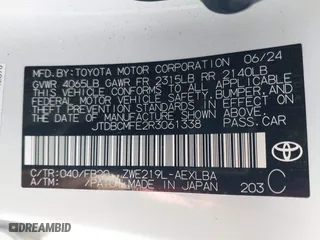 MFD. BY: TOYOTA MOTOR CORPORATION 06/24
GVWR 4065LB GAWR FR 2315LB RR 2140LB
THIS VEHICLE CONFORMS TO ALL APPLICABLE
FEDERAL MOTOR VEHICLE SAFETY, BUMPER, AND
THEFT PREVENTION STANDARDS IN EFFECT ON
THE DATE OF MANUFACTURE SHOWN ABOVE.
JTDBCMFE2R3061338 PASS. CAR
TOYOTA
C/TR: 040/FB20 ZWE219L-AEXLBA
A/TM: MADE IN JAPAN 203 C